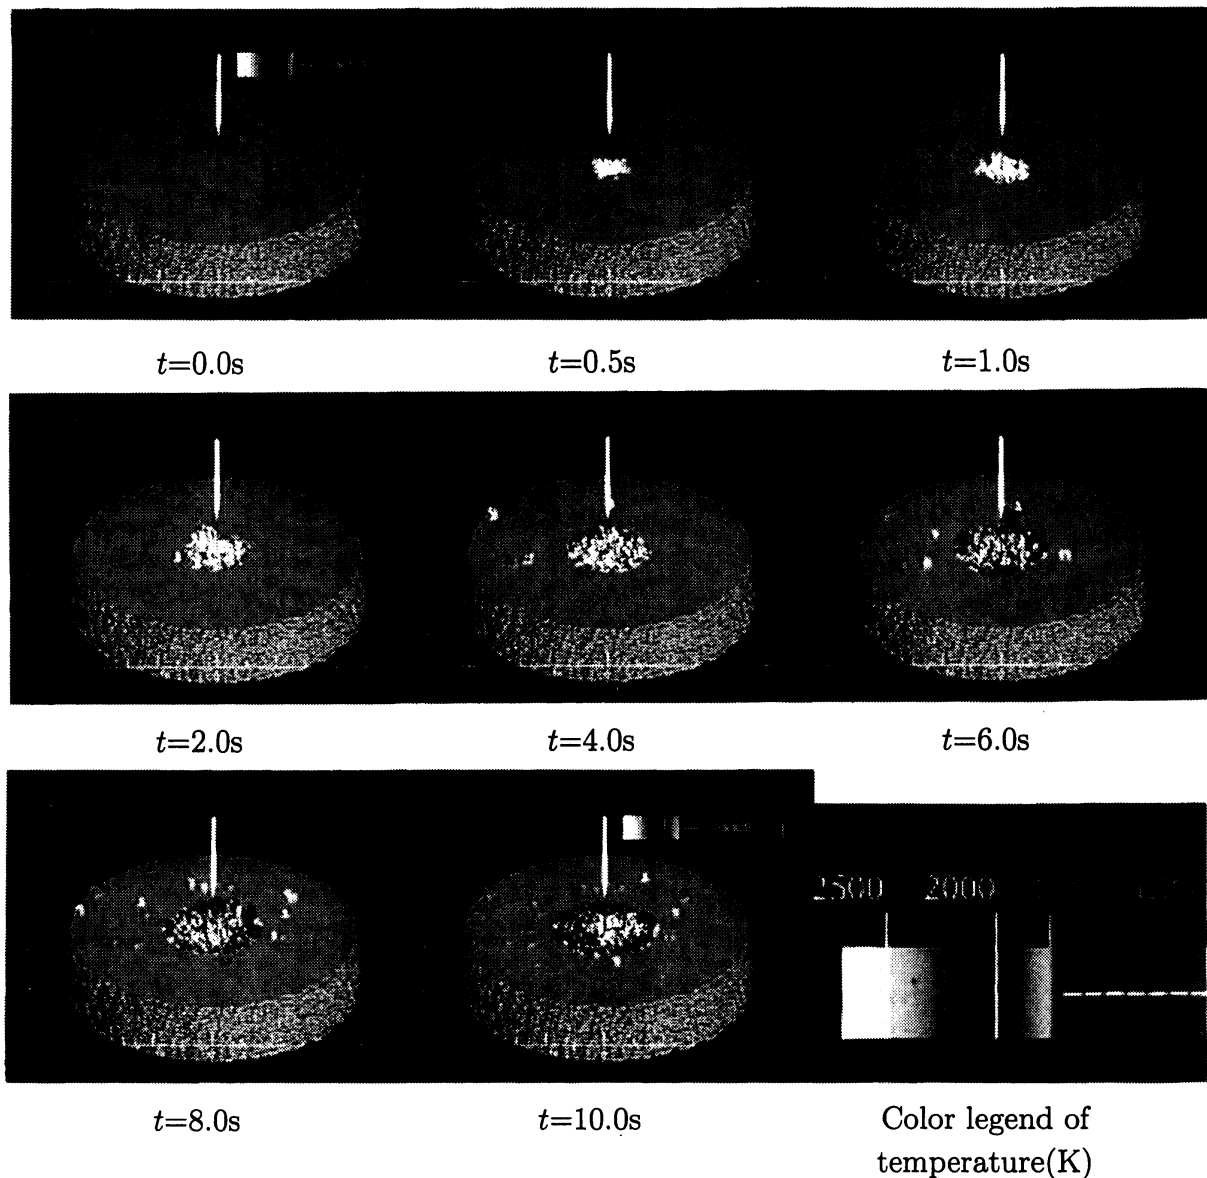 t=0.0s
t=0.5s
t=1.0s
t=2.0s
t=4.0s
t=6.0s
2500 2000
t=8.0s
t=10.0s
Color legend of
temperature(K)